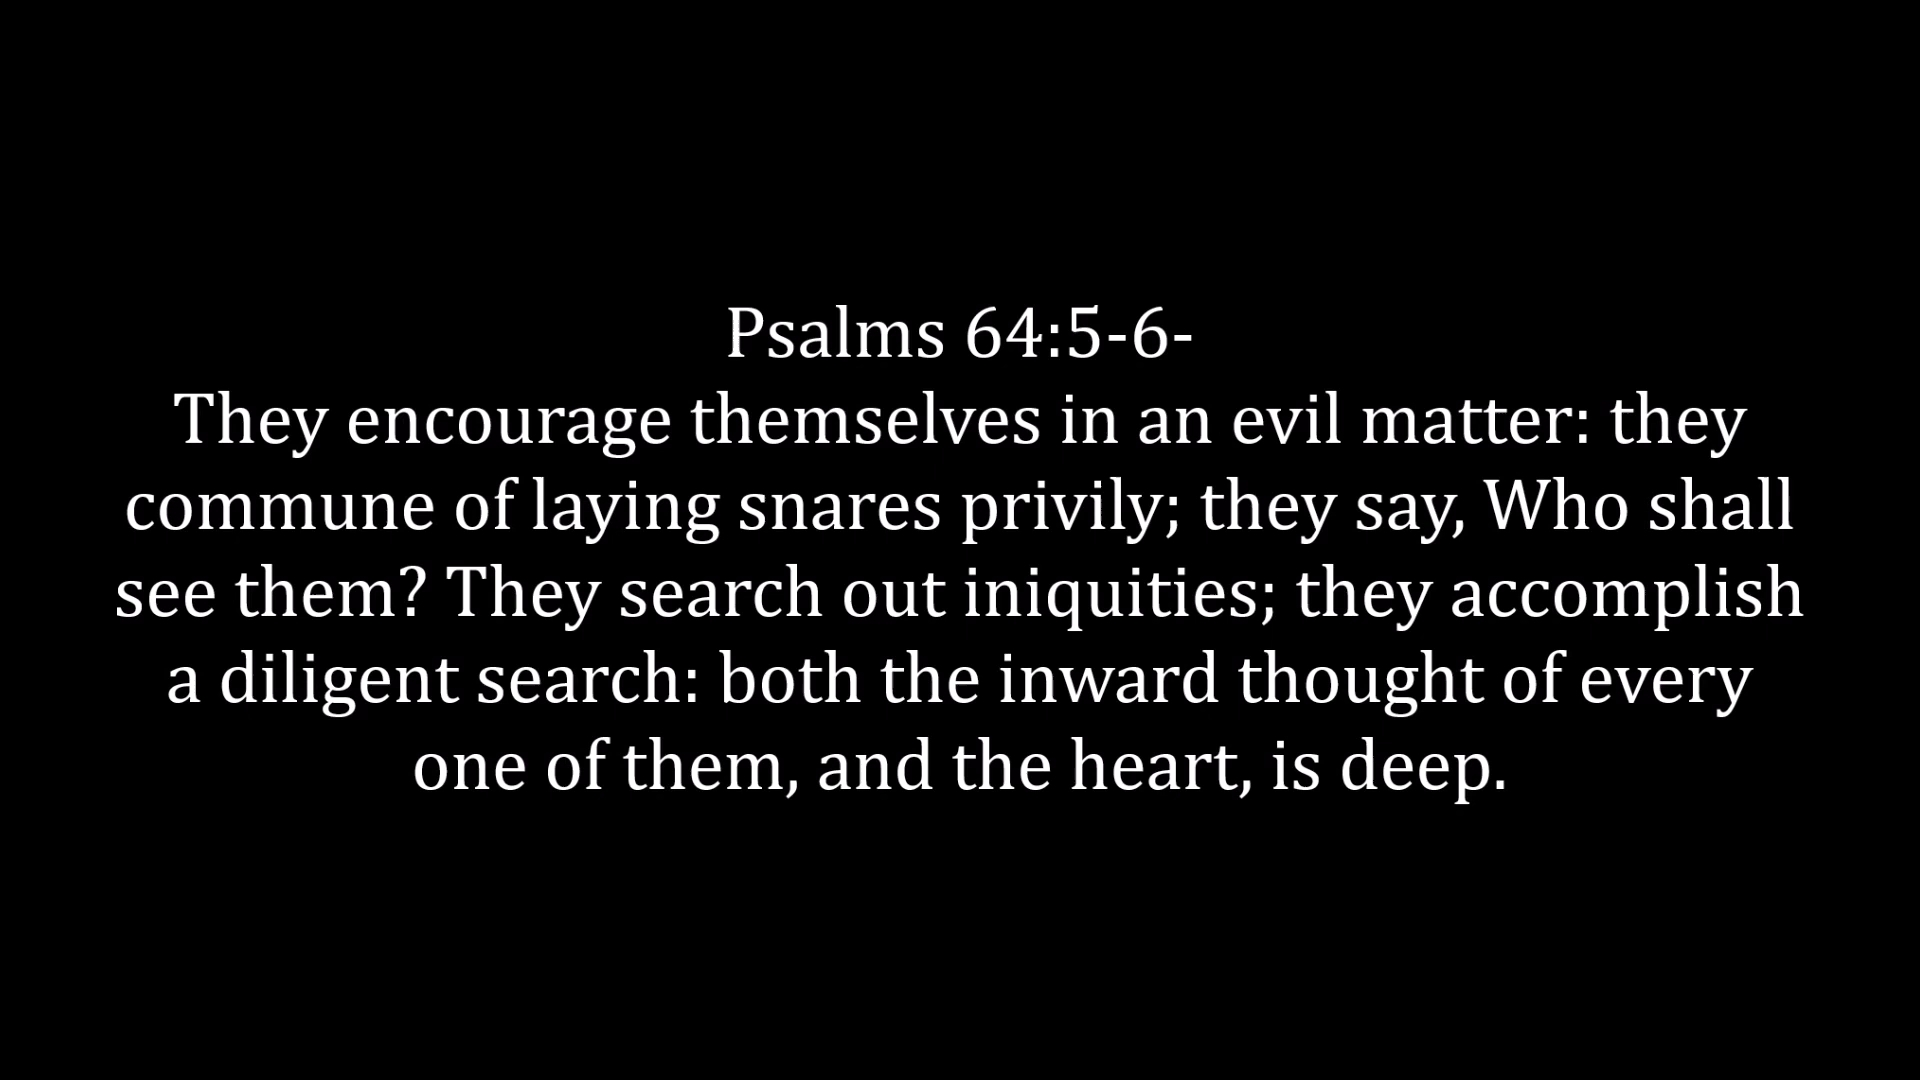 Psalms 64:5-6-
They encourage themselves in an evil matter: they
commune of laying snares privily; they say, Who shall
see them? They search out iniquities; they accomplish
a diligent search: both the inward thought of every
one of them, and the heart, is deep.